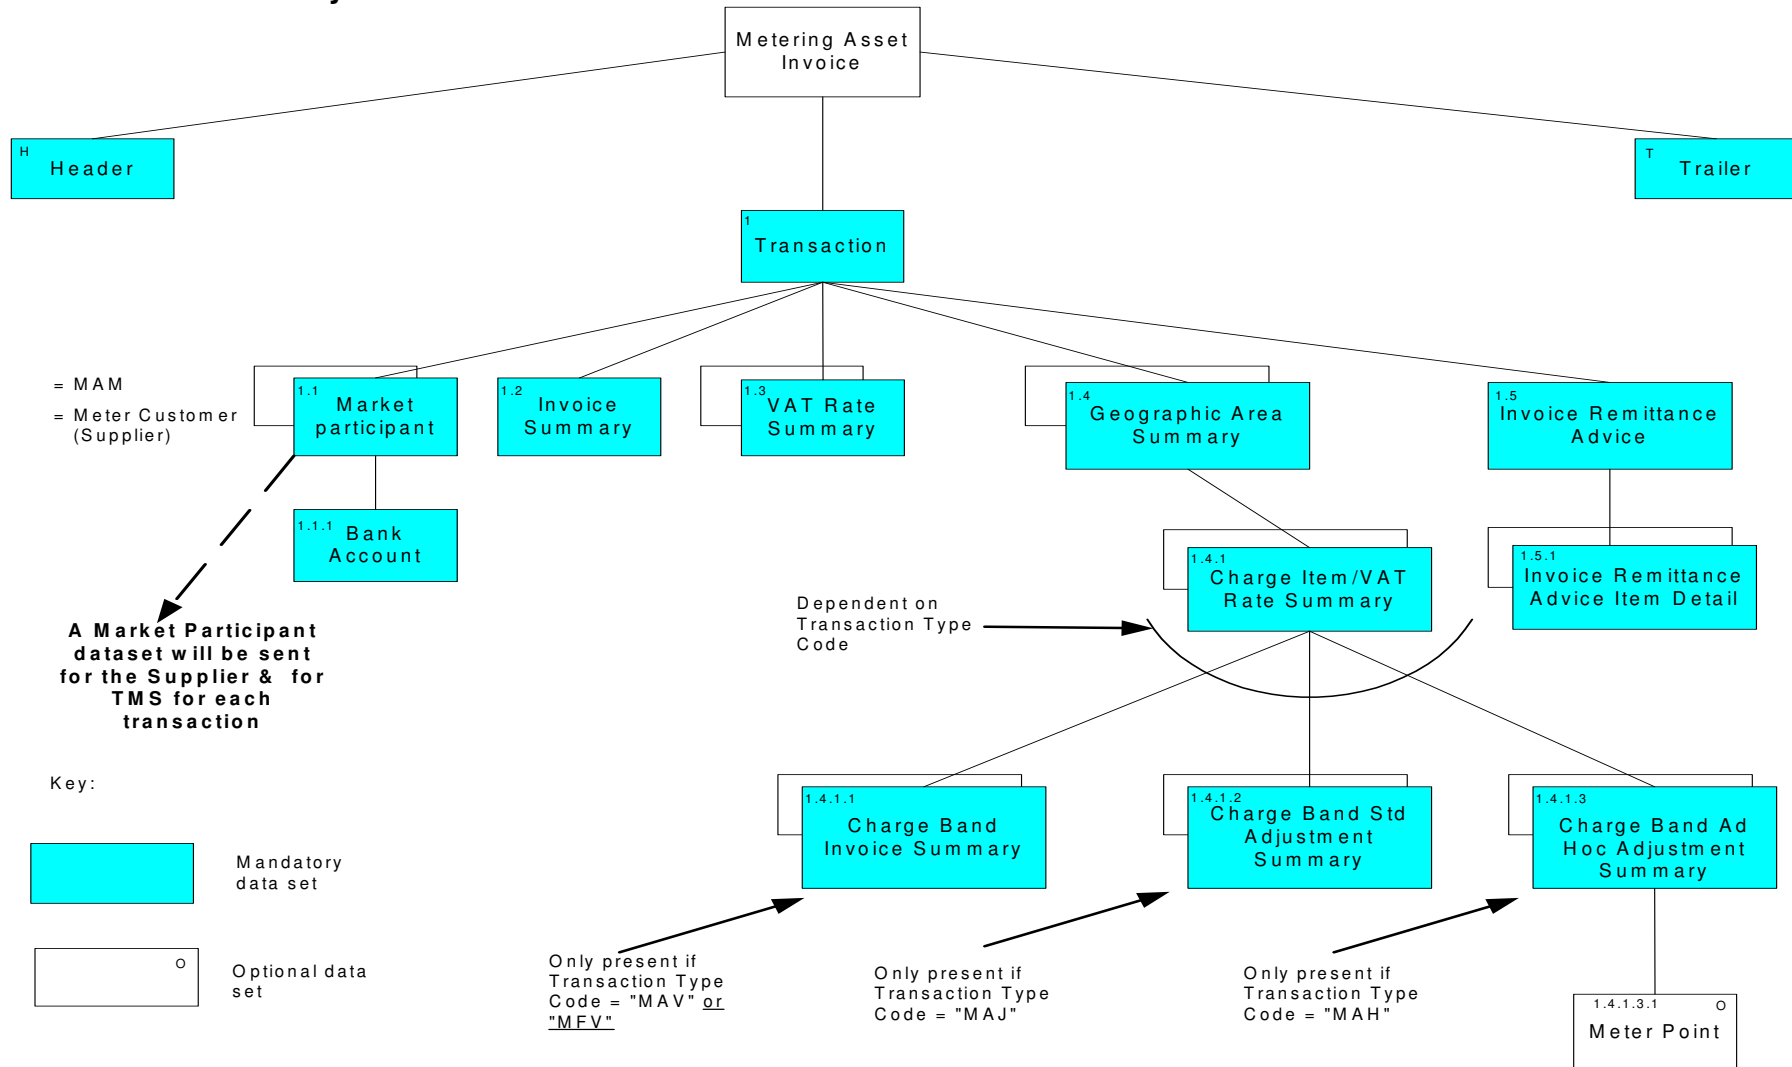 Metering Asset
Invoice
H
Header
T
Trailer
1
Transaction
= MAM
= Meter Customer
(Supplier)
1.1
Market
participant
1.2
Invoice
Summary
1.3
VAT Rate
Summary
1.4
Geographic Area
Summary
1.5
Invoice Remittance
Advice
1.1.1
Bank
Account
1.4.1
Charge Item/VAT
Rate Summary
1.5.1
Invoice Remittance
Advice Item Detail
Dependent on
Transaction Type
Code
A Market Participant
dataset will be sent
for the Supplier & for
TMS for each
transaction
Key:
Mandatory
data set
O
Optional data
set
1.4.1.1
Charge Band
Invoice Summary
1.4.1.2
Charge Band Std
Adjustment
Summary
1.4.1.3
Charge Band Ad
Hoc Adjustment
Summary
Only present if
Transaction Type
Code = "MAV" or
"MFV"
Only present if
Transaction Type
Code = "MAJ"
Only present if
Transaction Type
Code = "MAH"
1.4.1.3.1
O
Meter Point